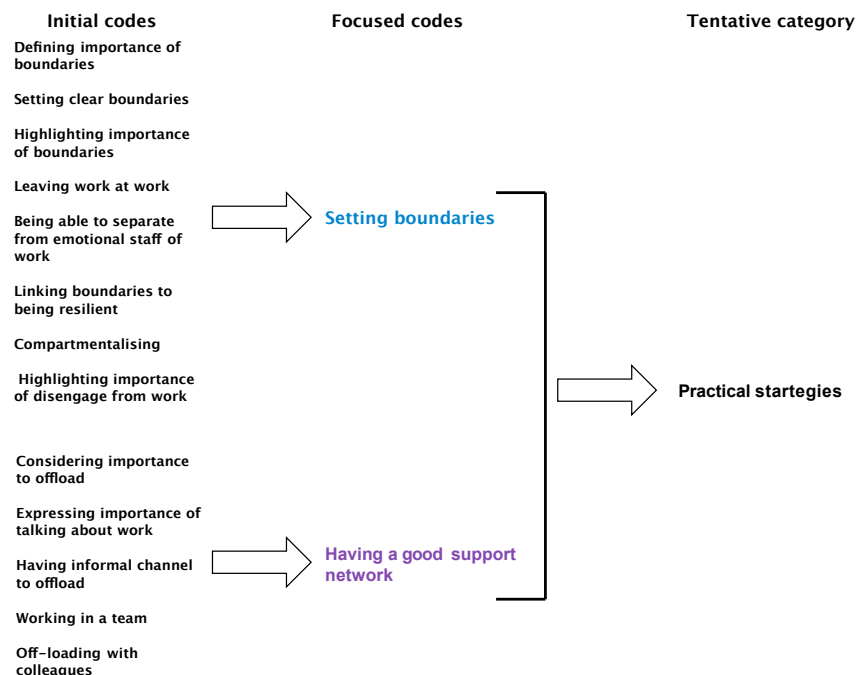 Initial codes
Focused codes
Tentative category
Defining importance of
boundaries
Setting clear boundaries
Highlighting importance
of boundaries
Leaving work at work
Being able to separate
from emotional staff of
work
Linking boundaries to
being resilient
Compartmentalising
Highlighting importance
of disengage from work
Setting boundaries
Practical startegies
Considering importance
to offload
Expressing importance of
talking about work
Having informal channel
to offload
Working in a team
Off-loading with
colleagues
Having a good support
network